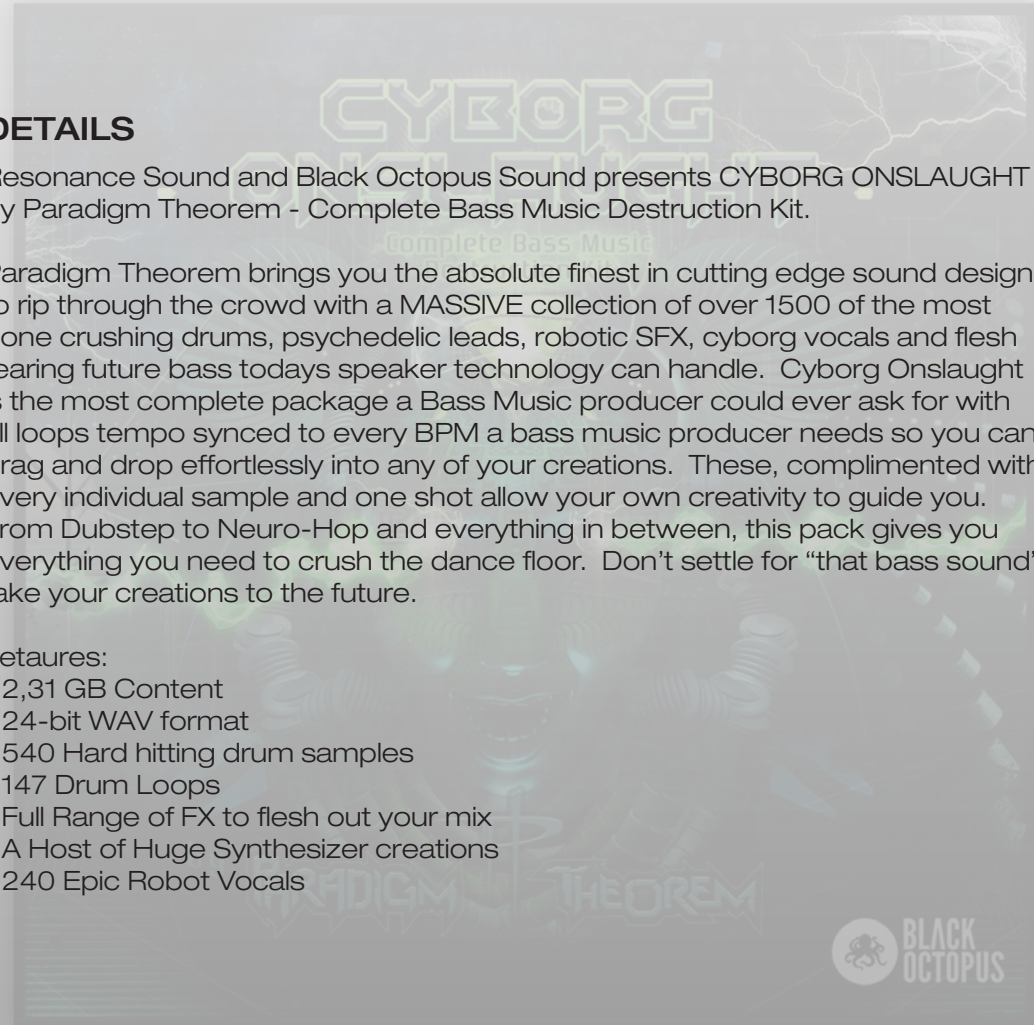 CYBORG
ONSLAUGHT
Complete Bass Music
DETAILS
Resonance Sound and Black Octopus Sound presents CYBORG ONSLAUGHT
y Paradigm Theorem - Complete Bass Music Destruction Kit.
Paradigm Theorem brings you the absolute finest in cutting edge sound design
o rip through the crowd with a MASSIVE collection of over 1500 of the most
one crushing drums, psychedelic leads, robotic SFX, cyborg vocals and flesh
earing future bass todays speaker technology can handle. Cyborg Onslaught
s the most complete package a Bass Music producer could ever ask for with
ll loops tempo synced to every BPM a bass music producer needs so you can
rag and drop effortlessly into any of your creations. These, complimented with
very individual sample and one shot allow your own creativity to guide you.
rom Dubstep to Neuro-Hop and everything in between, this pack gives you
verything you need to crush the dance floor. Don't settle for “that bass sound”
ake your creations to the future.
etaures:
2,31 GB Content
24-bit WAV format
540 Hard hitting drum samples
147 Drum Loops
Full Range of FX to flesh out your mix
A Host of Huge Synthesizer creations
240 Epic Robot Vocals
PARADIGM THEOREM
BLACK
OCTOPUS